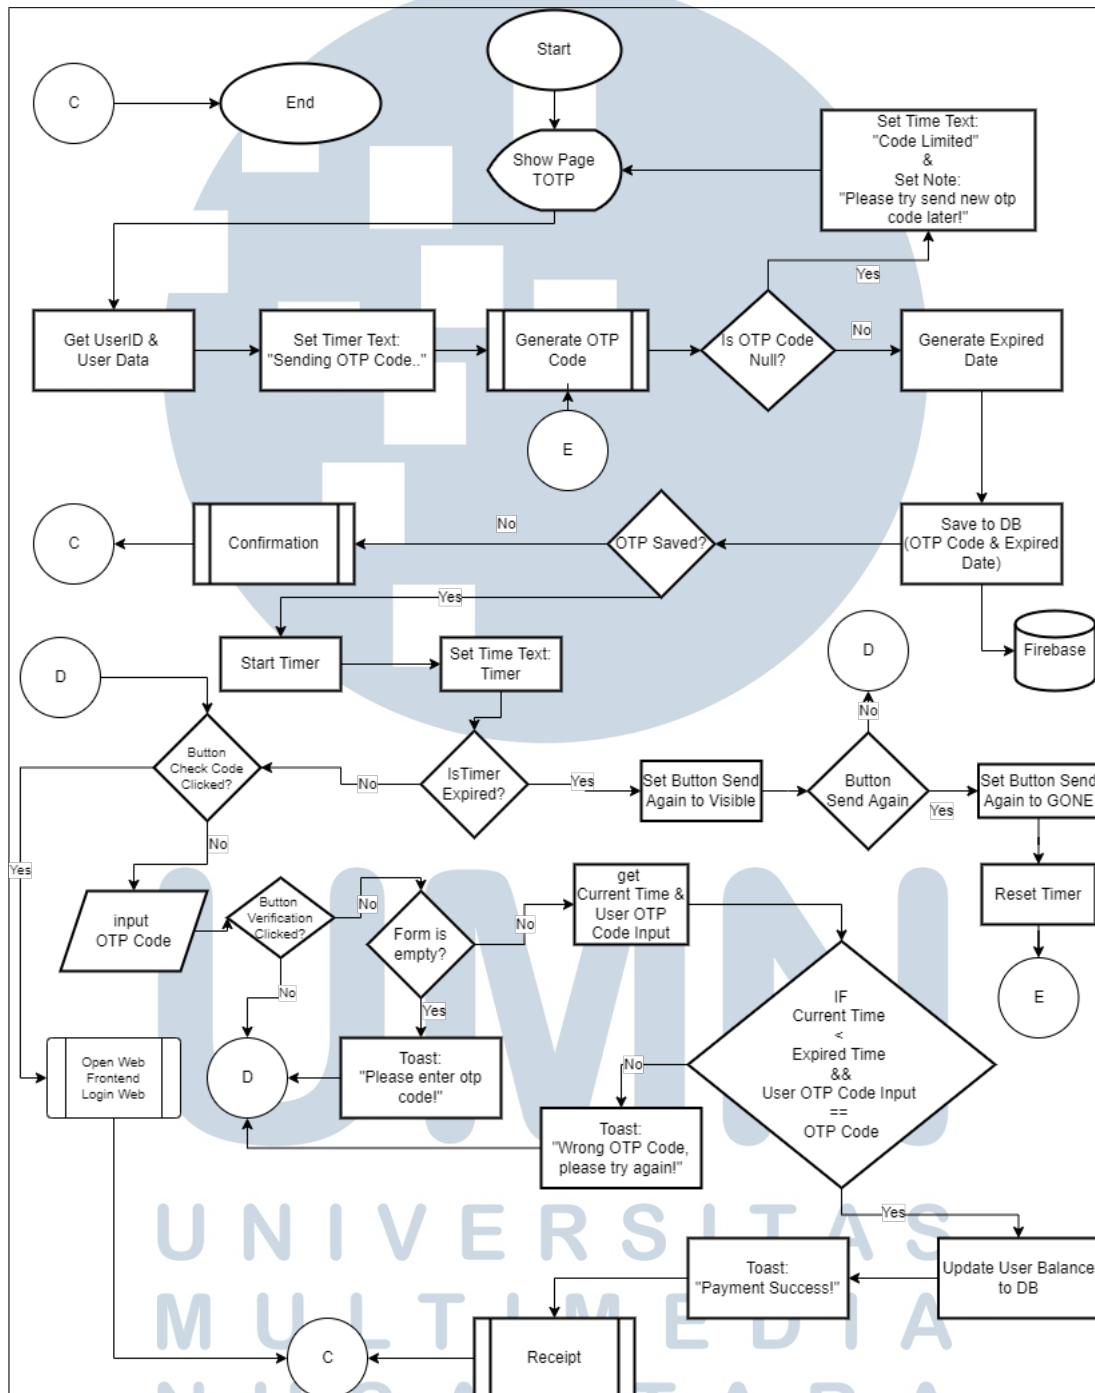 Start
C
End
Set Time Text:
"Code Limited"
&
Set Note:
"Please try send new otp
code later!"
Show Page
TOTP
Yes
Get UserID &
User Data
Set Timer Text:
"Sending OTP Code.."
Generate OTP
Code
Is OTP Code
Null?
No
Generate Expired
Date
E
C
Confirmation
No
OTP Saved?
Save to DB
(OTP Code & Expired
Date)
Yes
D
Start Timer
Set Time Text:
Timer
D
Firebase
No
Button
Check Code
Clicked?
No
IsTimer
Expired?
Yes
Set Button Send
Again to Visible
Button
Send Again
Yes
Set Button Send
Again to GONE
No
Yes
input
OTP Code
Button
Verification
Clicked?
No
Form is
empty?
No
get
Current Time &
User OTP
Code Input
Reset Timer
No
Yes
E
IF
Current Time
<
Expired Time
&&
User OTP Code Input
==
OTP Code
Open Web
Frontend
Login Web
D
Toast:
"Please enter otp
code!"
No
Toast:
"Wrong OTP Code,
please try again!"
Yes
Toast:
"Payment Success!"
Update User Balance
to DB
C
Receipt
UMN
UNIVERSITAS
MULTIMEDIA